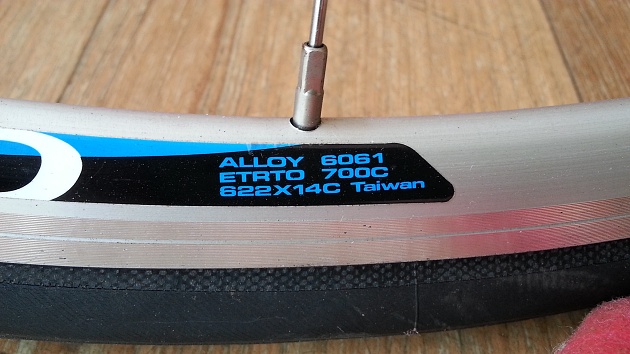 ALLOY 6061
ETRTO 700C
622X14C Taiwan